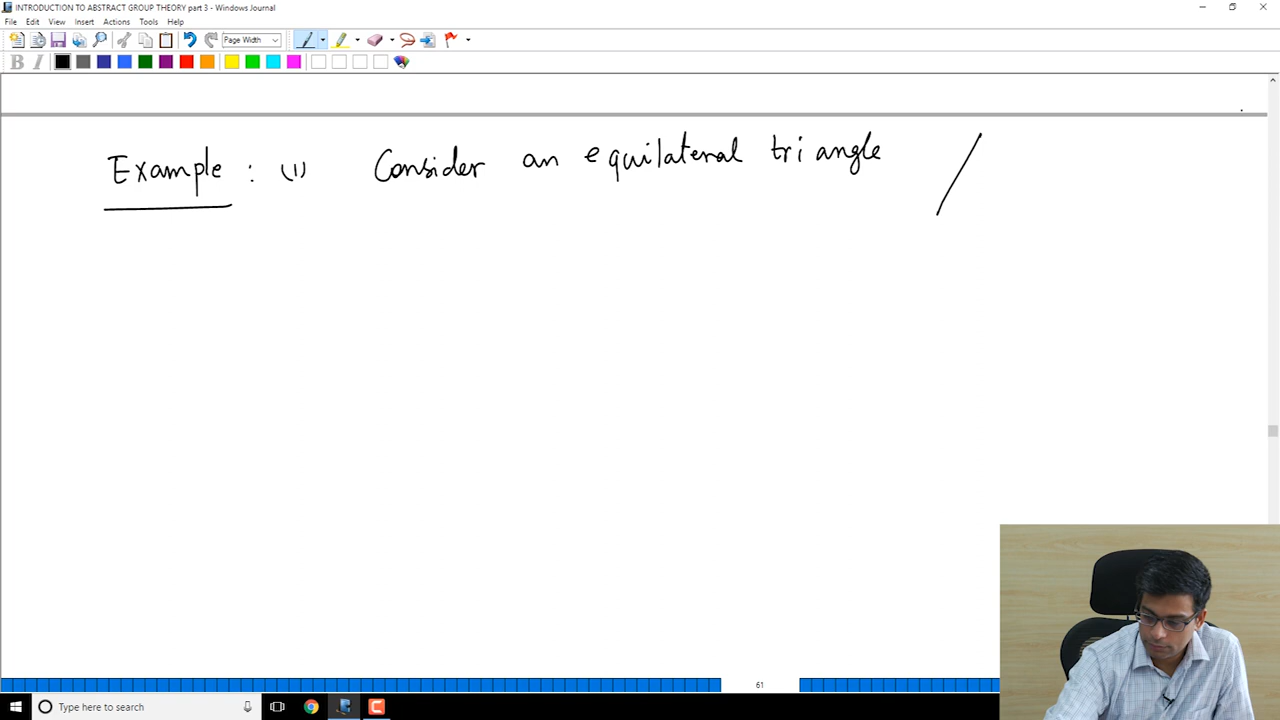 INTRODUCTION TO ABSTRACT GROUP THEORY part 3 - Windows Journal
File Edit View Insert Actions Tools Help
Page Width
B I
Example : (1) Consider an equilateral triangle
61
Type here to search